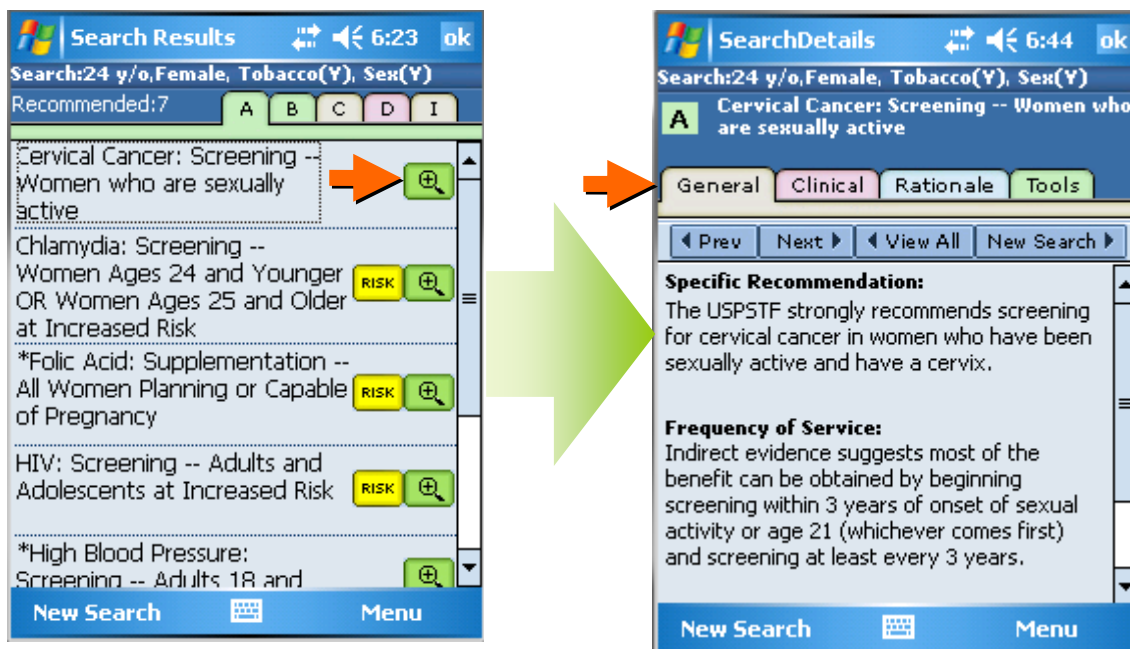 Search Results 6:23 ok
Search:24 y/o,Female, Tobacco(Y), Sex(Y)
Recommended:7 A B C D I
Cervical Cancer: Screening --
Women who are sexually
active
Chlamydia: Screening --
Women Ages 24 and Younger
OR Women Ages 25 and Older
at Increased Risk
RISK
*Folic Acid: Supplementation --
All Women Planning or Capable
of Pregnancy
RISK
HIV: Screening -- Adults and
Adolescents at Increased Risk
RISK
*High Blood Pressure:
Screening -- Adults 18 and
New Search Menu
SearchDetails 6:44 ok
Search:24 y/o,Female, Tobacco(Y), Sex(Y)
A Cervical Cancer: Screening -- Women who
are sexually active
General Clinical Rationale Tools
Prev Next View All New Search
Specific Recommendation:
The USPSTF strongly recommends screening
for cervical cancer in women who have been
sexually active and have a cervix.
Frequency of Service:
Indirect evidence suggests most of the
benefit can be obtained by beginning
screening within 3 years of onset of sexual
activity or age 21 (whichever comes first)
and screening at least every 3 years.
New Search Menu